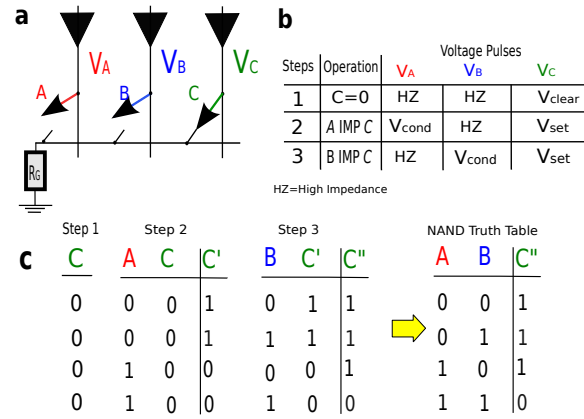 a
VA
VB
VC
A
B
C
RG
b
Voltage Pulses
Steps Operation VA VB VC
1 C=0 HZ HZ Vclear
2 A IMP C Vcond HZ Vset
3 B IMP C HZ Vcond Vset
HZ=High Impedance
c
Step 1 Step 2 Step 3 NAND Truth Table
C A C C' B C' C" A B C"
0 0 0 1 0 1 1 0 0 1
0 0 0 1 1 1 1 0 1 1
0 1 0 0 0 0 1 1 0 1
0 1 0 0 1 0 0 1 1 0